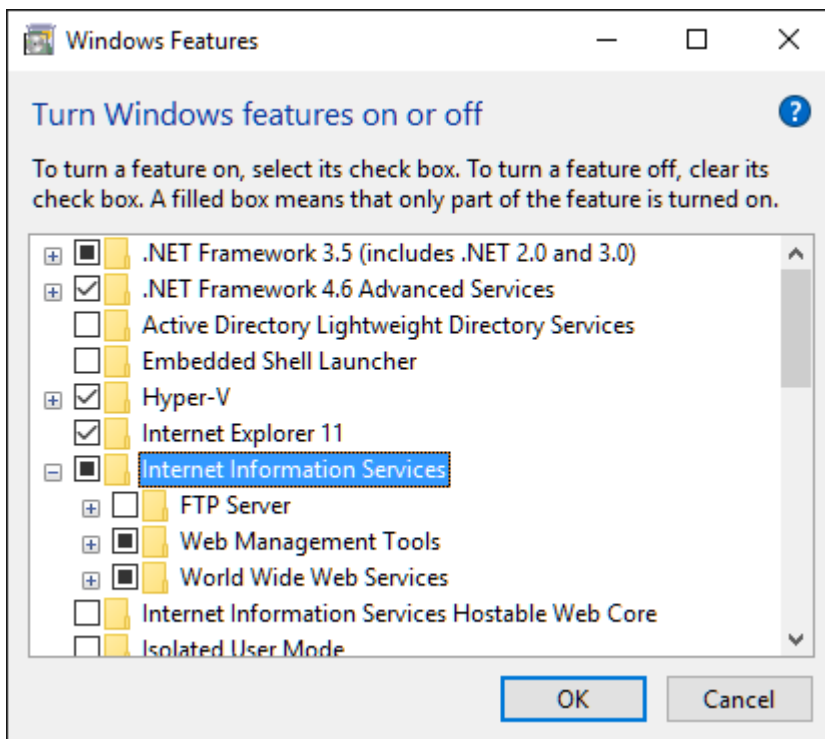 Windows Features
Turn Windows features on or off
?
To turn a feature on, select its check box. To turn a feature off, clear its
check box. A filled box means that only part of the feature is turned on.
.NET Framework 3.5 (includes .NET 2.0 and 3.0)
.NET Framework 4.6 Advanced Services
Active Directory Lightweight Directory Services
Embedded Shell Launcher
Hyper-V
Internet Explorer 11
Internet Information Services
FTP Server
Web Management Tools
World Wide Web Services
Internet Information Services Hostable Web Core
Isolated User Mode
OK
Cancel